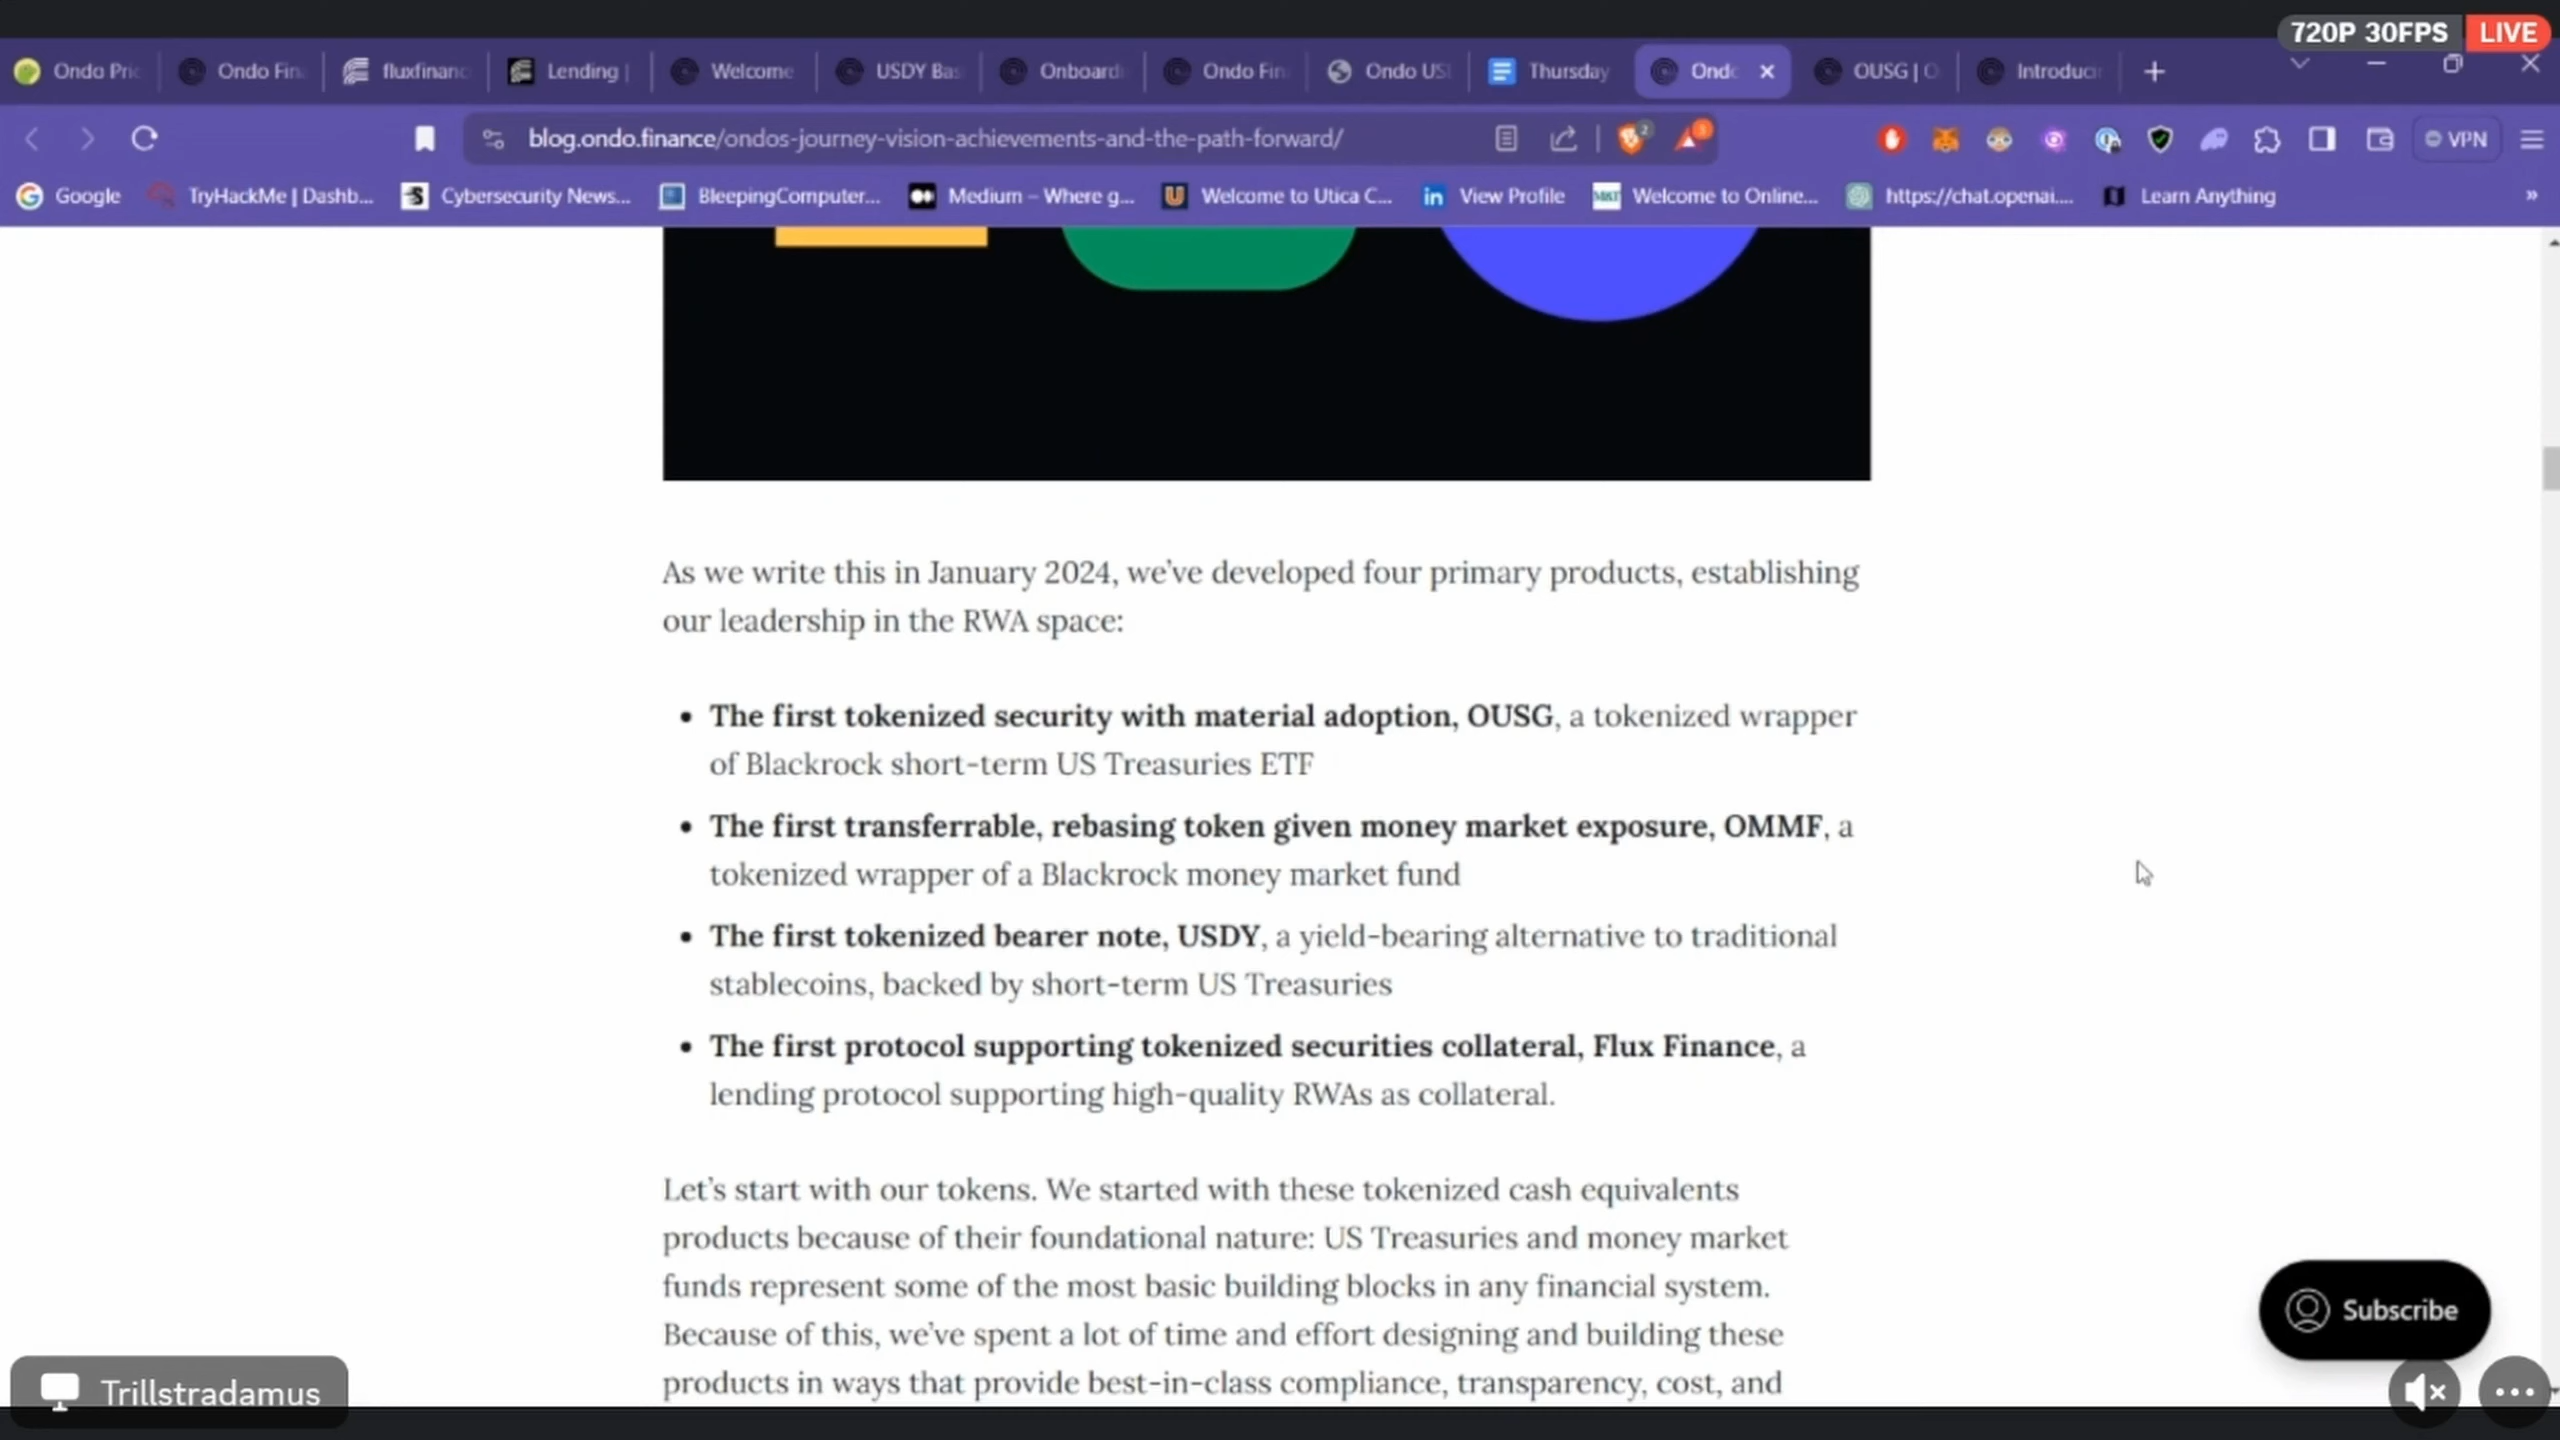 720P 30FPS LIVE
Ondo Pric Ondo Fin fluxfinanc Lending | Welcome USDY Bas Onboardi Ondo Fin Ondo US Thursday Ondo OUSG | O Introducin
blog.ondo.finance/ondos-journey-vision-achievements-and-the-path-forward/
2
3
VPN
Google TryHackMe | Dashb... Cybersecurity News... BleepingComputer... Medium – Where g... Welcome to Utica C... View Profile Welcome to Online... https://chat.openai.... Learn Anything »
As we write this in January 2024, we’ve developed four primary products, establishing
our leadership in the RWA space:
• The first tokenized security with material adoption, OUSG, a tokenized wrapper
of Blackrock short-term US Treasuries ETF
• The first transferrable, rebasing token given money market exposure, OMMF, a
tokenized wrapper of a Blackrock money market fund
• The first tokenized bearer note, USDY, a yield-bearing alternative to traditional
stablecoins, backed by short-term US Treasuries
• The first protocol supporting tokenized securities collateral, Flux Finance, a
lending protocol supporting high-quality RWAs as collateral.
Let’s start with our tokens. We started with these tokenized cash equivalents
products because of their foundational nature: US Treasuries and money market
funds represent some of the most basic building blocks in any financial system.
Because of this, we’ve spent a lot of time and effort designing and building these
products in ways that provide best-in-class compliance, transparency, cost, and
Subscribe
Trillstradamus